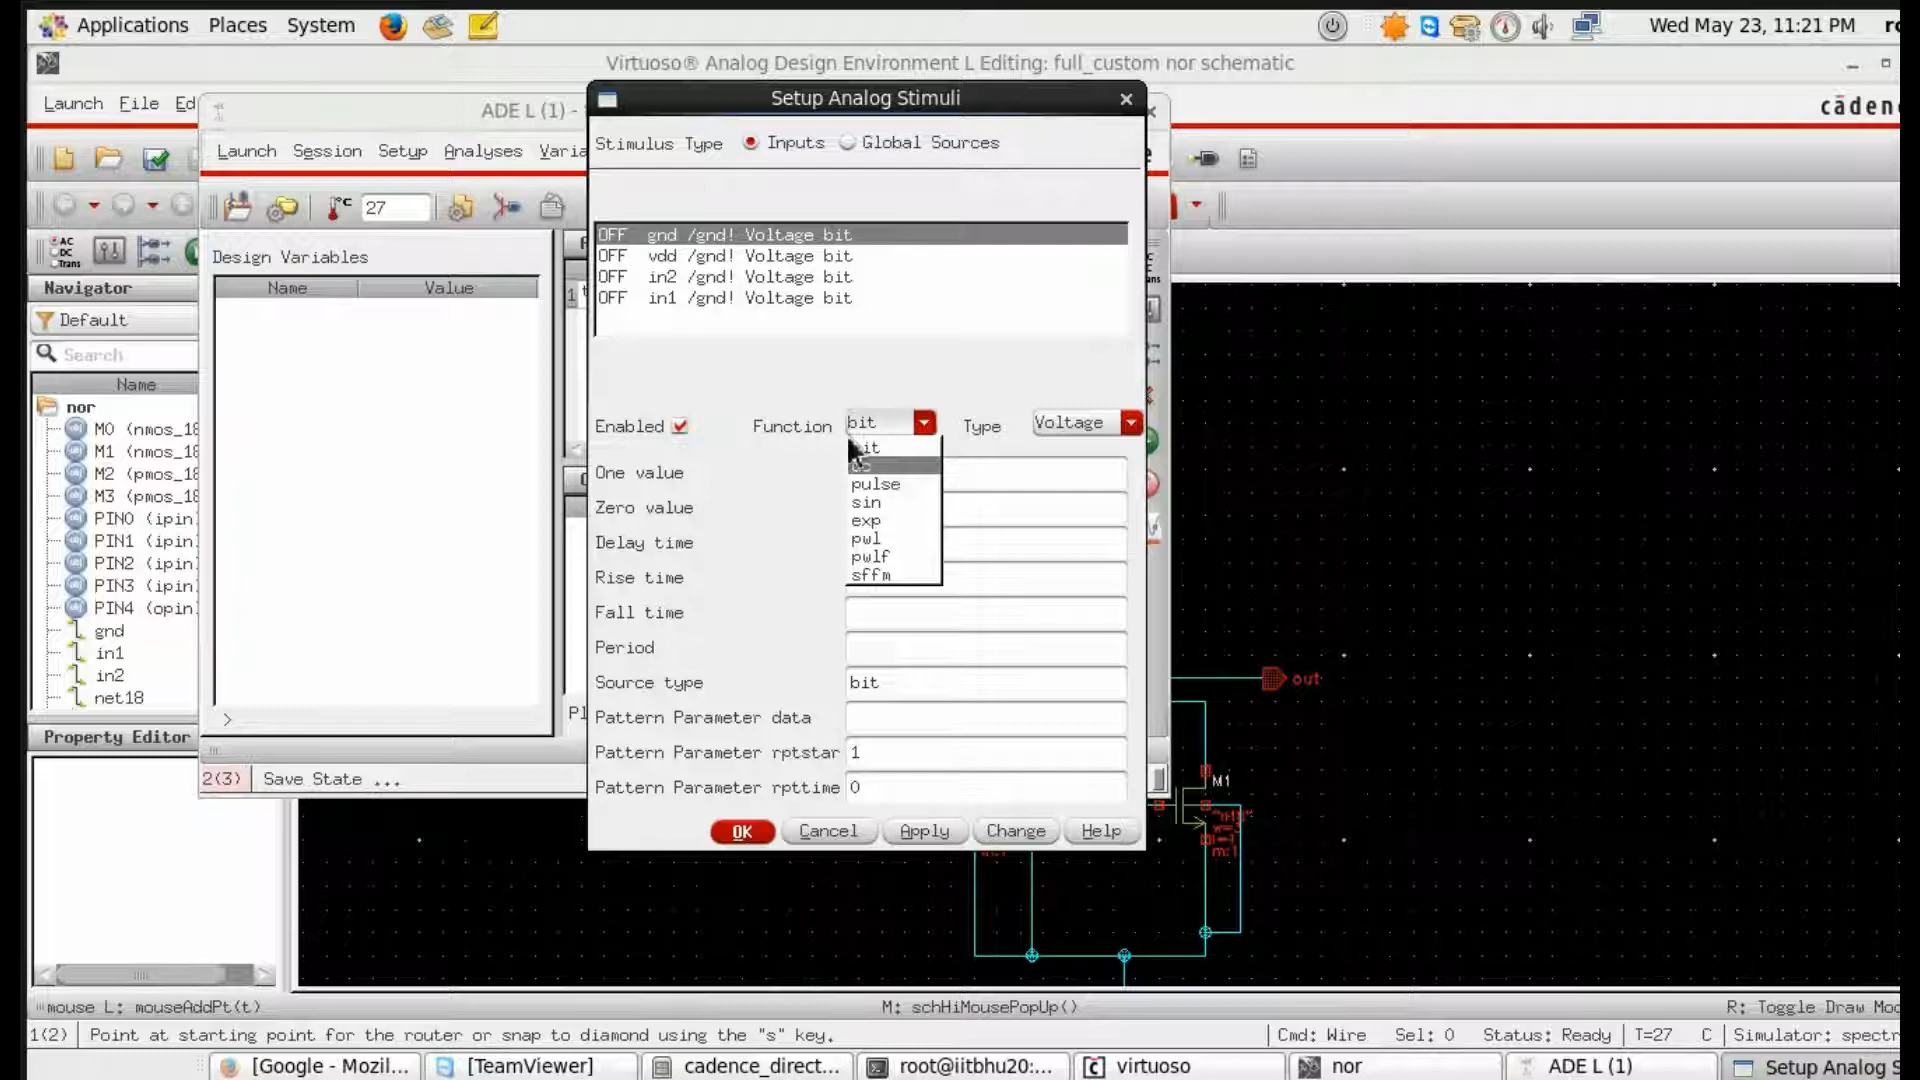 Applications Places System
Wed May 23, 11:21 PM
Virtuoso® Analog Design Environment L Editing: full_custom nor schematic
Launch File
cāden
ADE L (1) -
Launch Session Setup Analyses
AC
DC
Trans
°C 27
Design Variables
Name Value
Navigator
Default
Search
Name
nor
M0 (nmos_18
M1 (nmos_18
M2 (pmos_18
M3 (pmos_18
PIN0 (ipin
PIN1 (ipin
PIN2 (ipin
PIN3 (ipin
PIN4 (opin
gnd
in1
in2
net18
>
Property Editor
2(3) Save State ...
Setup Analog Stimuli
Stimulus Type Inputs Global Sources
OFF gnd /gnd! Voltage bit
OFF vdd /gnd! Voltage bit
OFF in2 /gnd! Voltage bit
OFF in1 /gnd! Voltage bit
Enabled Function bit Type Voltage
pulse
sin
exp
pwl
pwlf
sffm
One value
Zero value
Delay time
Rise time
Fall time
Period
Source type bit
Pattern Parameter data
Pattern Parameter rptstar 1
Pattern Parameter rpttime 0
OK Cancel Apply Change Help
out
M1
m:1
mouse L: mouseAddPt(t) M: schHiMousePopUp() R: Toggle Draw Mod
1(2) Point at starting point for the router or snap to diamond using the "s" key. Cmd: Wire Sel: 0 Status: Ready T=27 C Simulator: spectr
[Google - Mozil... [TeamViewer] cadence_direct... root@iitbhu20:... virtuoso nor ADE L (1) Setup Analog S